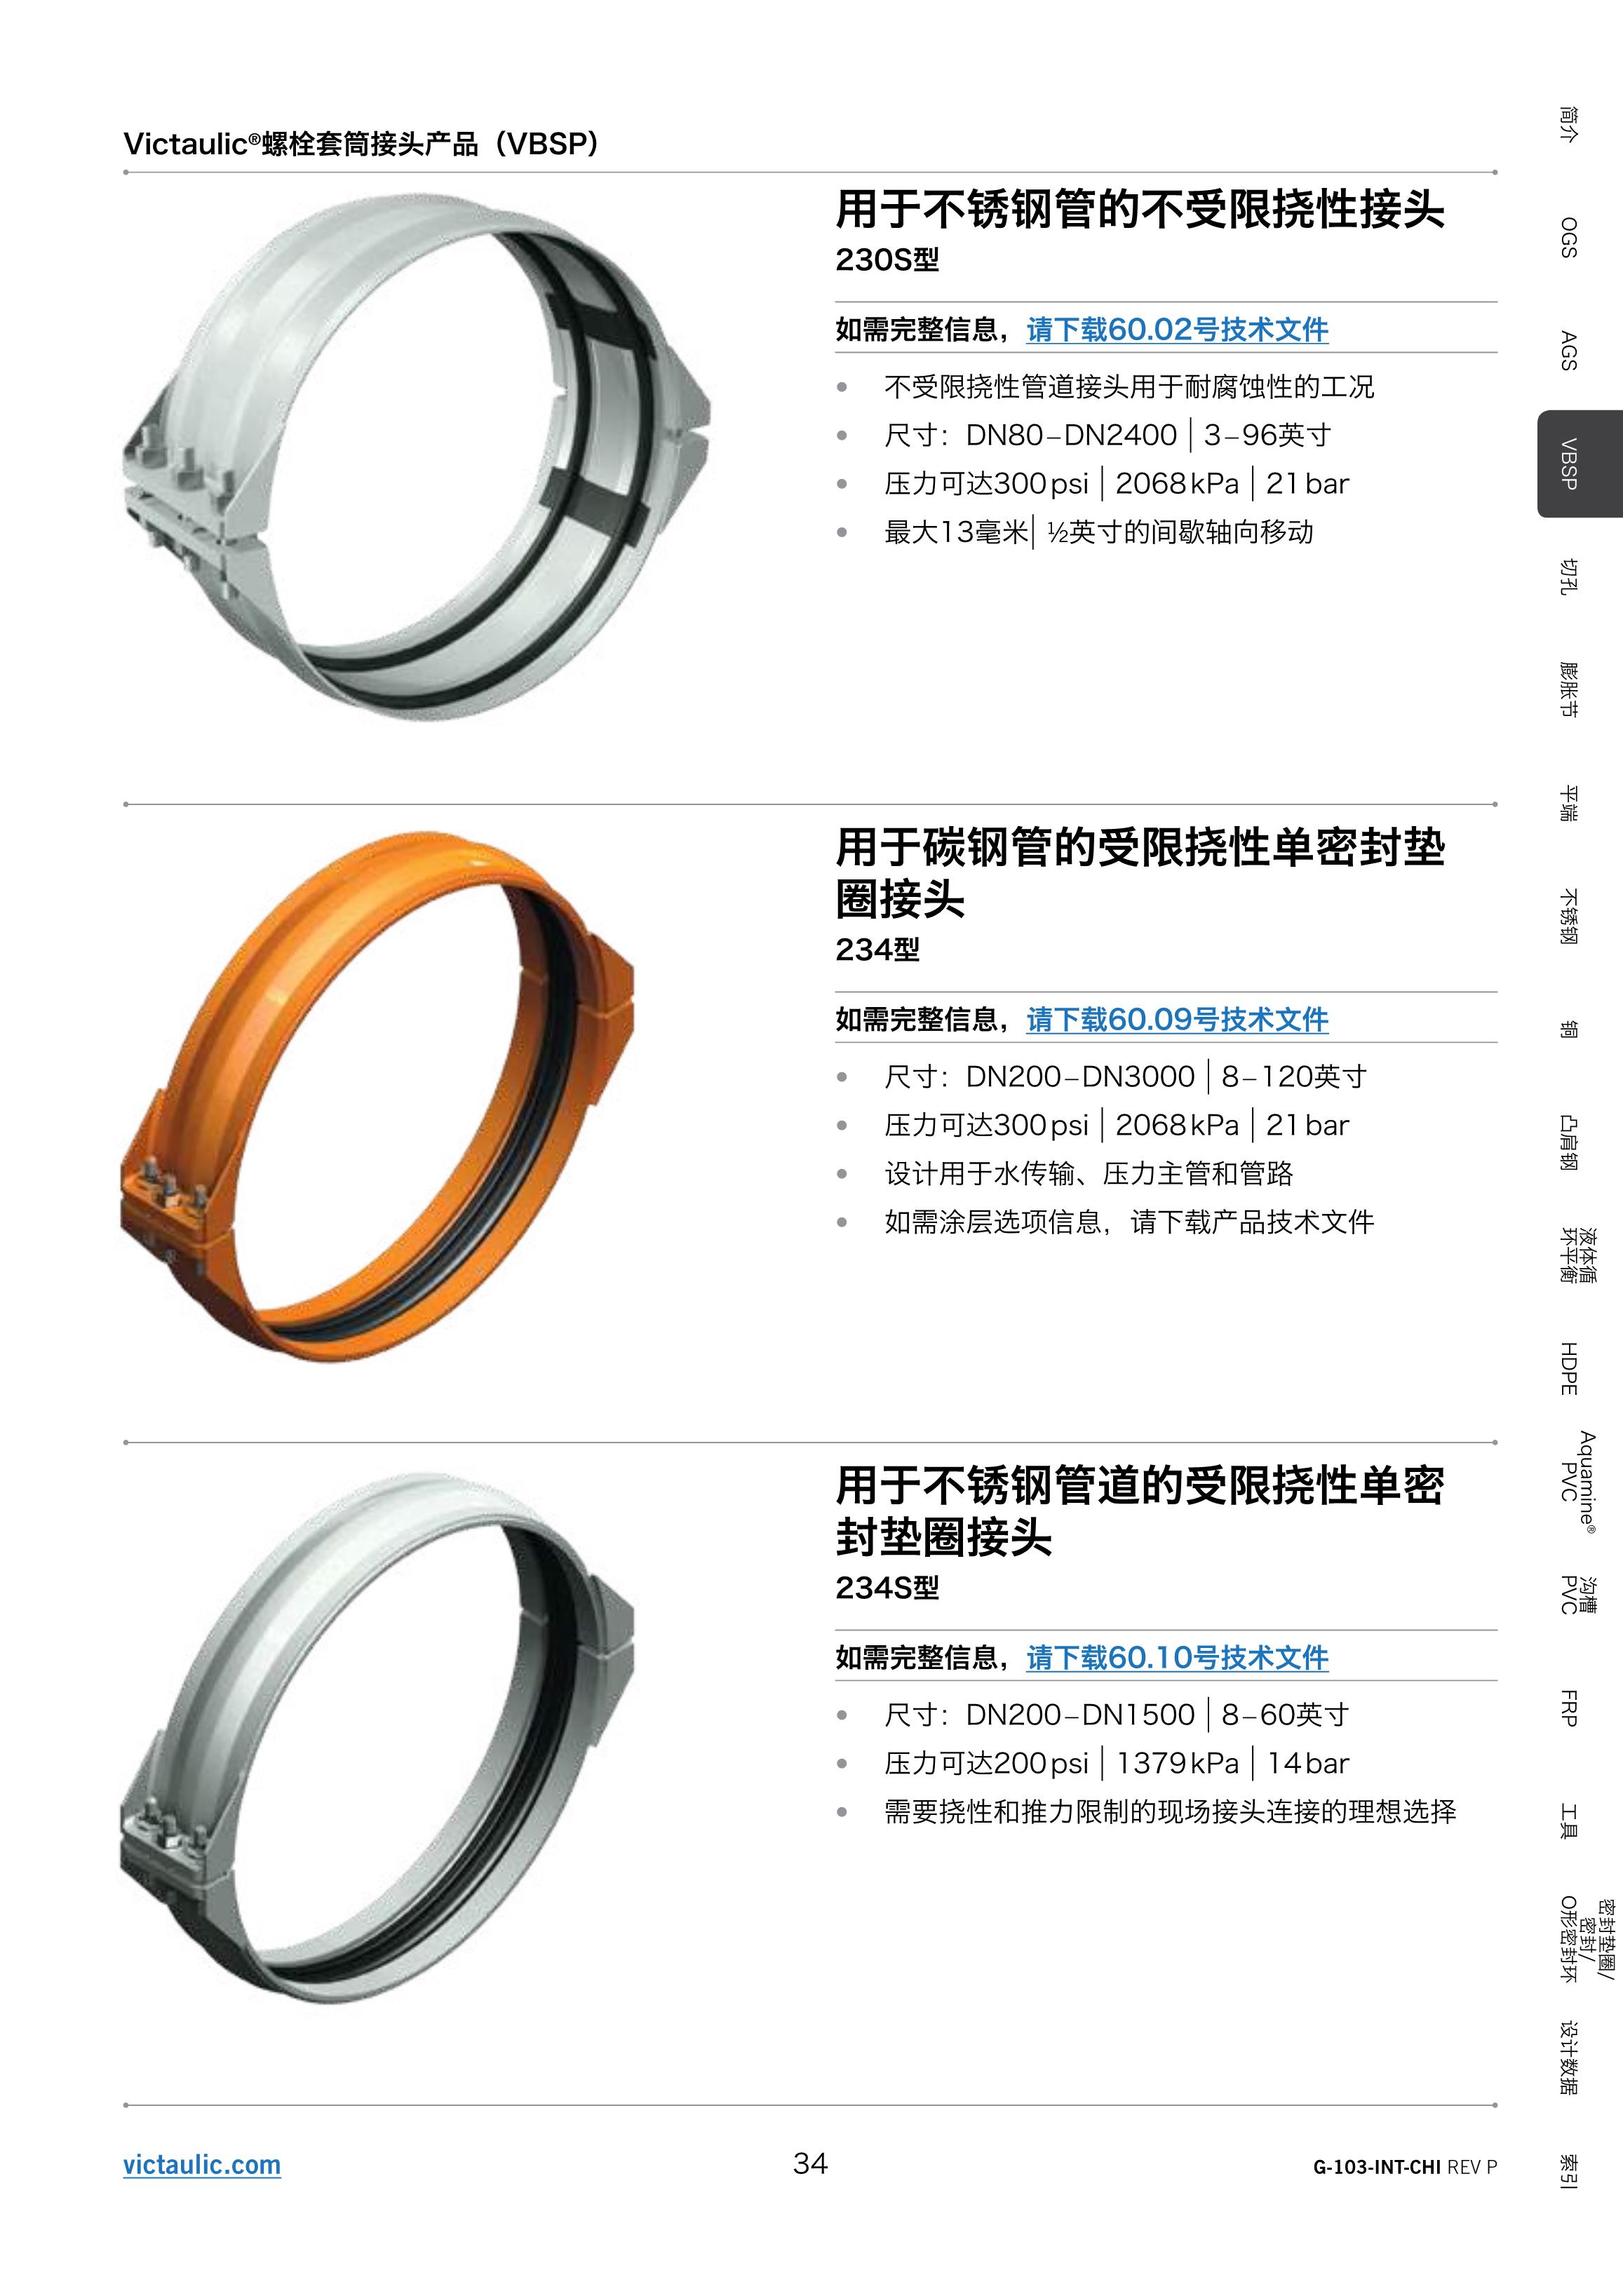 Victaulic®螺栓套筒接头产品（VBSP）
用于不锈钢管的不受限挠性接头
230S型
如需完整信息，请下载60.02号技术文件
• 不受限挠性管道接头用于耐腐蚀性的工况
• 尺寸：DN80–DN2400 | 3–96英寸
• 压力可达300 psi | 2068 kPa | 21 bar
• 最大13毫米| ½英寸的间歇轴向移动
用于碳钢管的受限挠性单密封垫
圈接头
234型
如需完整信息，请下载60.09号技术文件
• 尺寸：DN200–DN3000 | 8–120英寸
• 压力可达300 psi | 2068 kPa | 21 bar
• 设计用于水传输、压力主管和管路
• 如需涂层选项信息，请下载产品技术文件
用于不锈钢管道的受限挠性单密
封垫圈接头
234S型
如需完整信息，请下载60.10号技术文件
• 尺寸：DN200–DN1500 | 8–60英寸
• 压力可达200 psi | 1379 kPa | 14 bar
• 需要挠性和推力限制的现场接头连接的理想选择
victaulic.com
34
G-103-INT-CHI REV P
简介
OGS
AGS
VBSP
切孔
膨胀节
平端
不锈钢
铜
凸肩钢
液体循
环平衡
HDPE
Aquamine®
PVC
沟槽
PVC
FRP
工具
密封垫圈/
密封/
O形密封环
设计数据
索引